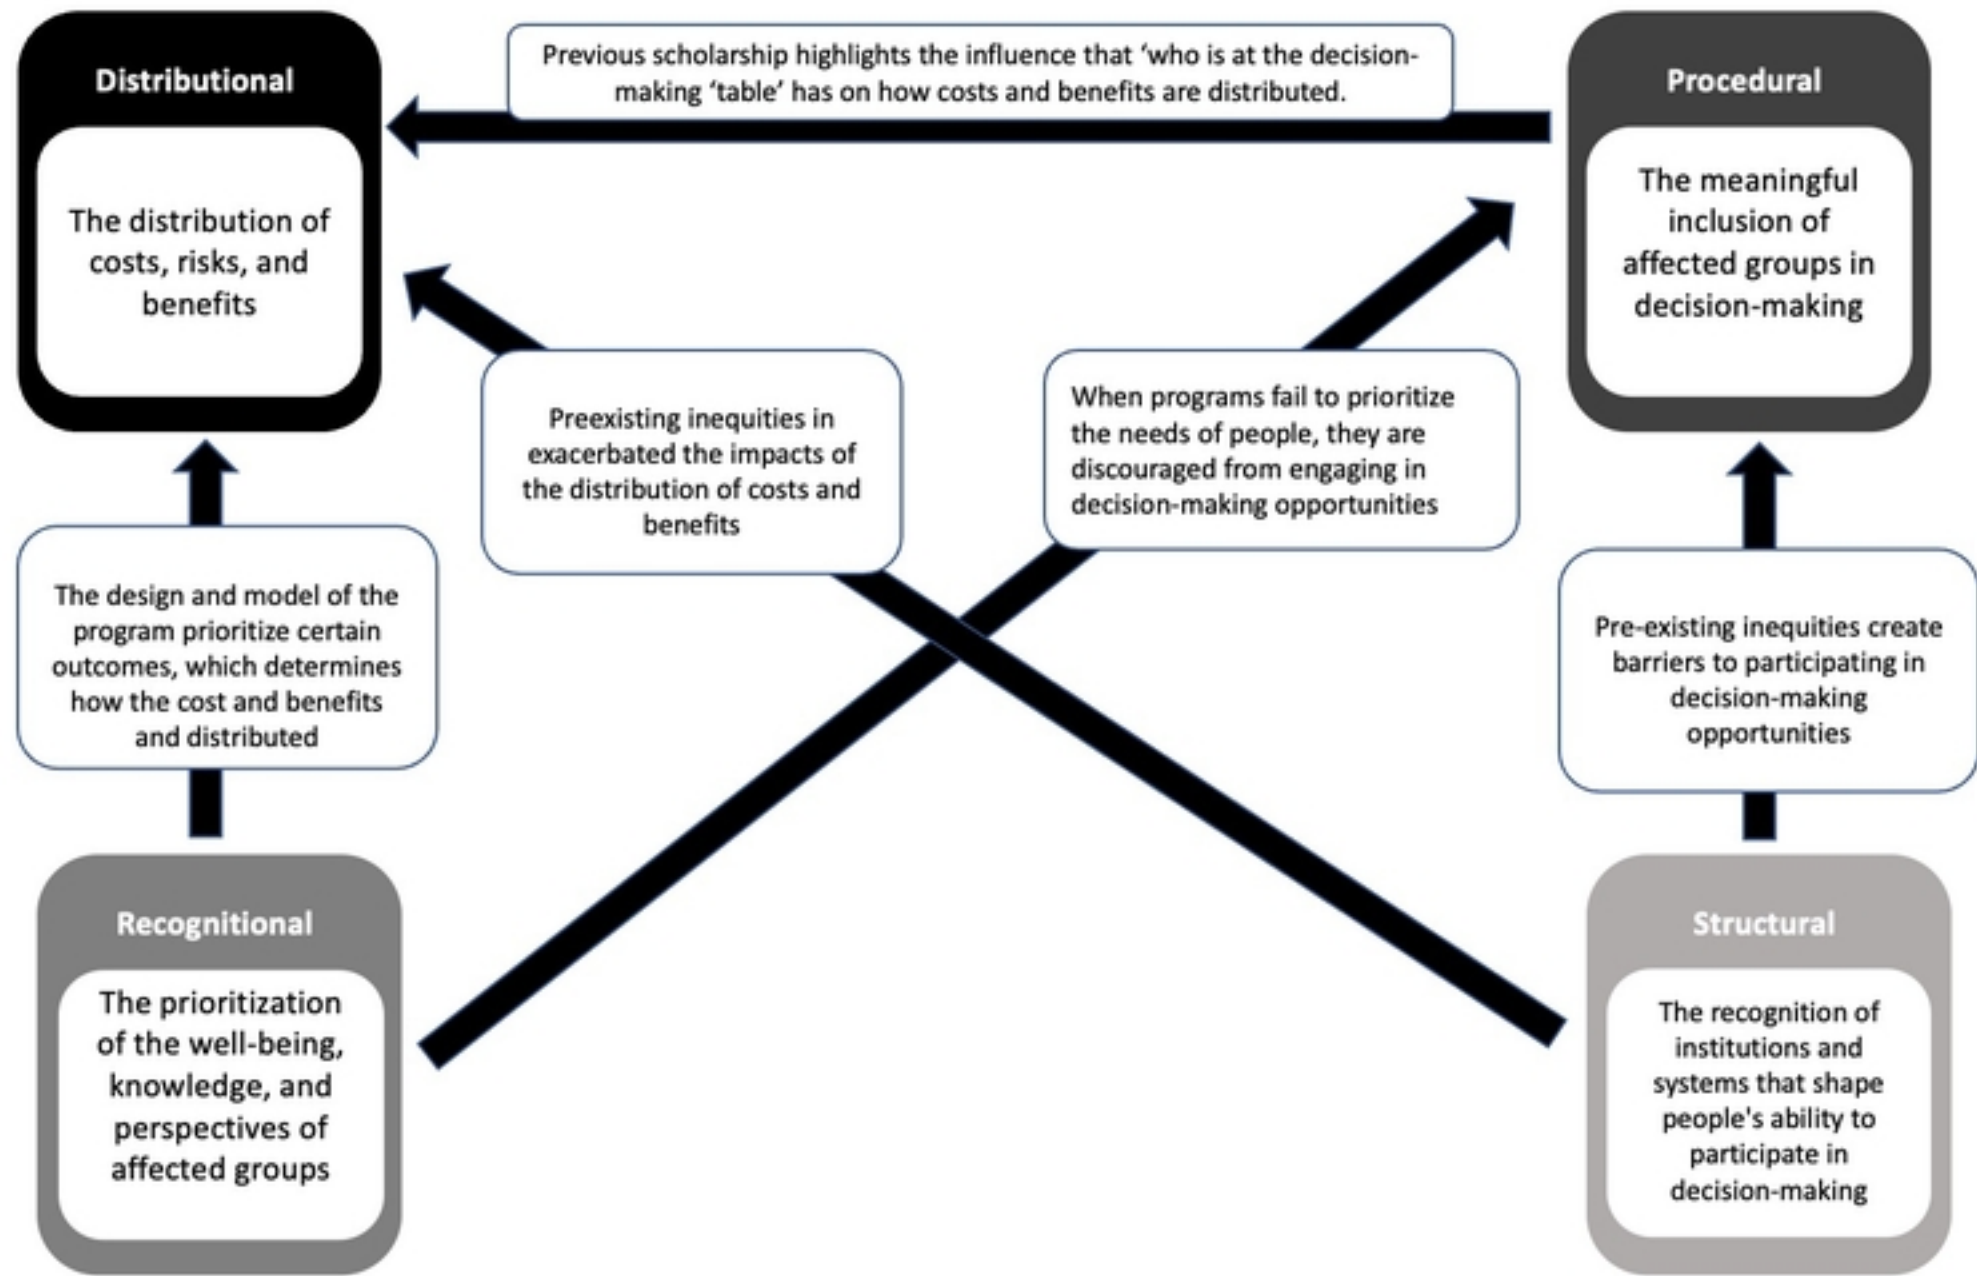 Distributional
The distribution of
costs, risks, and
benefits
Previous scholarship highlights the influence that ‘who is at the decision-
making ‘table’ has on how costs and benefits are distributed.
Procedural
The meaningful
inclusion of
affected groups in
decision-making
Preexisting inequities in
exacerbated the impacts of
the distribution of costs and
benefits
When programs fail to prioritize
the needs of people, they are
discouraged from engaging in
decision-making opportunities
The design and model of the
program prioritize certain
outcomes, which determines
how the cost and benefits
and distributed
Pre-existing inequities create
barriers to participating in
decision-making
opportunities
Recognitional
The prioritization
of the well-being,
knowledge, and
perspectives of
affected groups
Structural
The recognition of
institutions and
systems that shape
people's ability to
participate in
decision-making